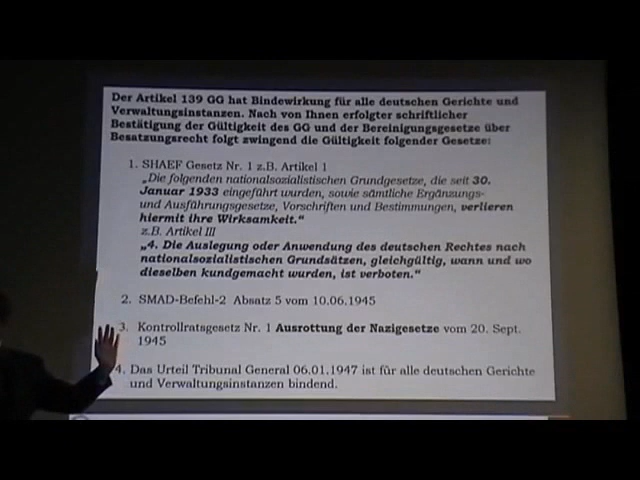 Der Artikel 139 GG hat Bindewirkung für alle deutschen Gerichte und
Verwaltungsinstanzen. Nach von Ihnen erfolgter schriftlicher
Bestätigung der Gültigkeit des GG und der Bereinigungsgesetze über
Besatzungsrecht folgt zwingend die Gültigkeit folgender Gesetze:
1. SHAEF Gesetz Nr. 1 z.B. Artikel 1
„Die folgenden nationalsozialistischen Grundgesetze, die seit 30.
Januar 1933 eingeführt wurden, sowie sämtliche Ergänzungs-
und Ausführungsgesetze, Vorschriften und Bestimmungen, verlieren
hiermit ihre Wirksamkeit.“
z.B. Artikel III
„4. Die Auslegung oder Anwendung des deutschen Rechtes nach
nationalsozialistischen Grundsätzen, gleichgültig, wann und wo
dieselben kundgemacht wurden, ist verboten.“
2. SMAD-Befehl-2 Absatz 5 vom 10.06.1945
3. Kontrollratsgesetz Nr. 1 Ausrottung der Nazigesetze vom 20. Sept.
1945
4. Das Urteil Tribunal General 06.01.1947 ist für alle deutschen Gerichte
und Verwaltungsinstanzen bindend.